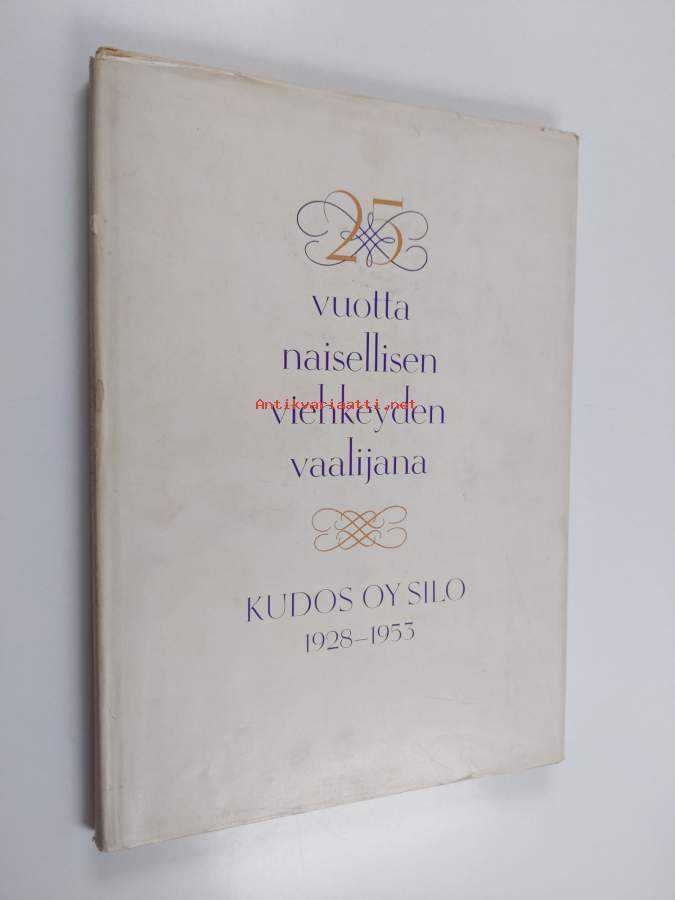 25
vuotta
naisellisen
Antikvariaatti.net
viehkeyden
vaalijana
KUDOS OY SILO
1928–1953